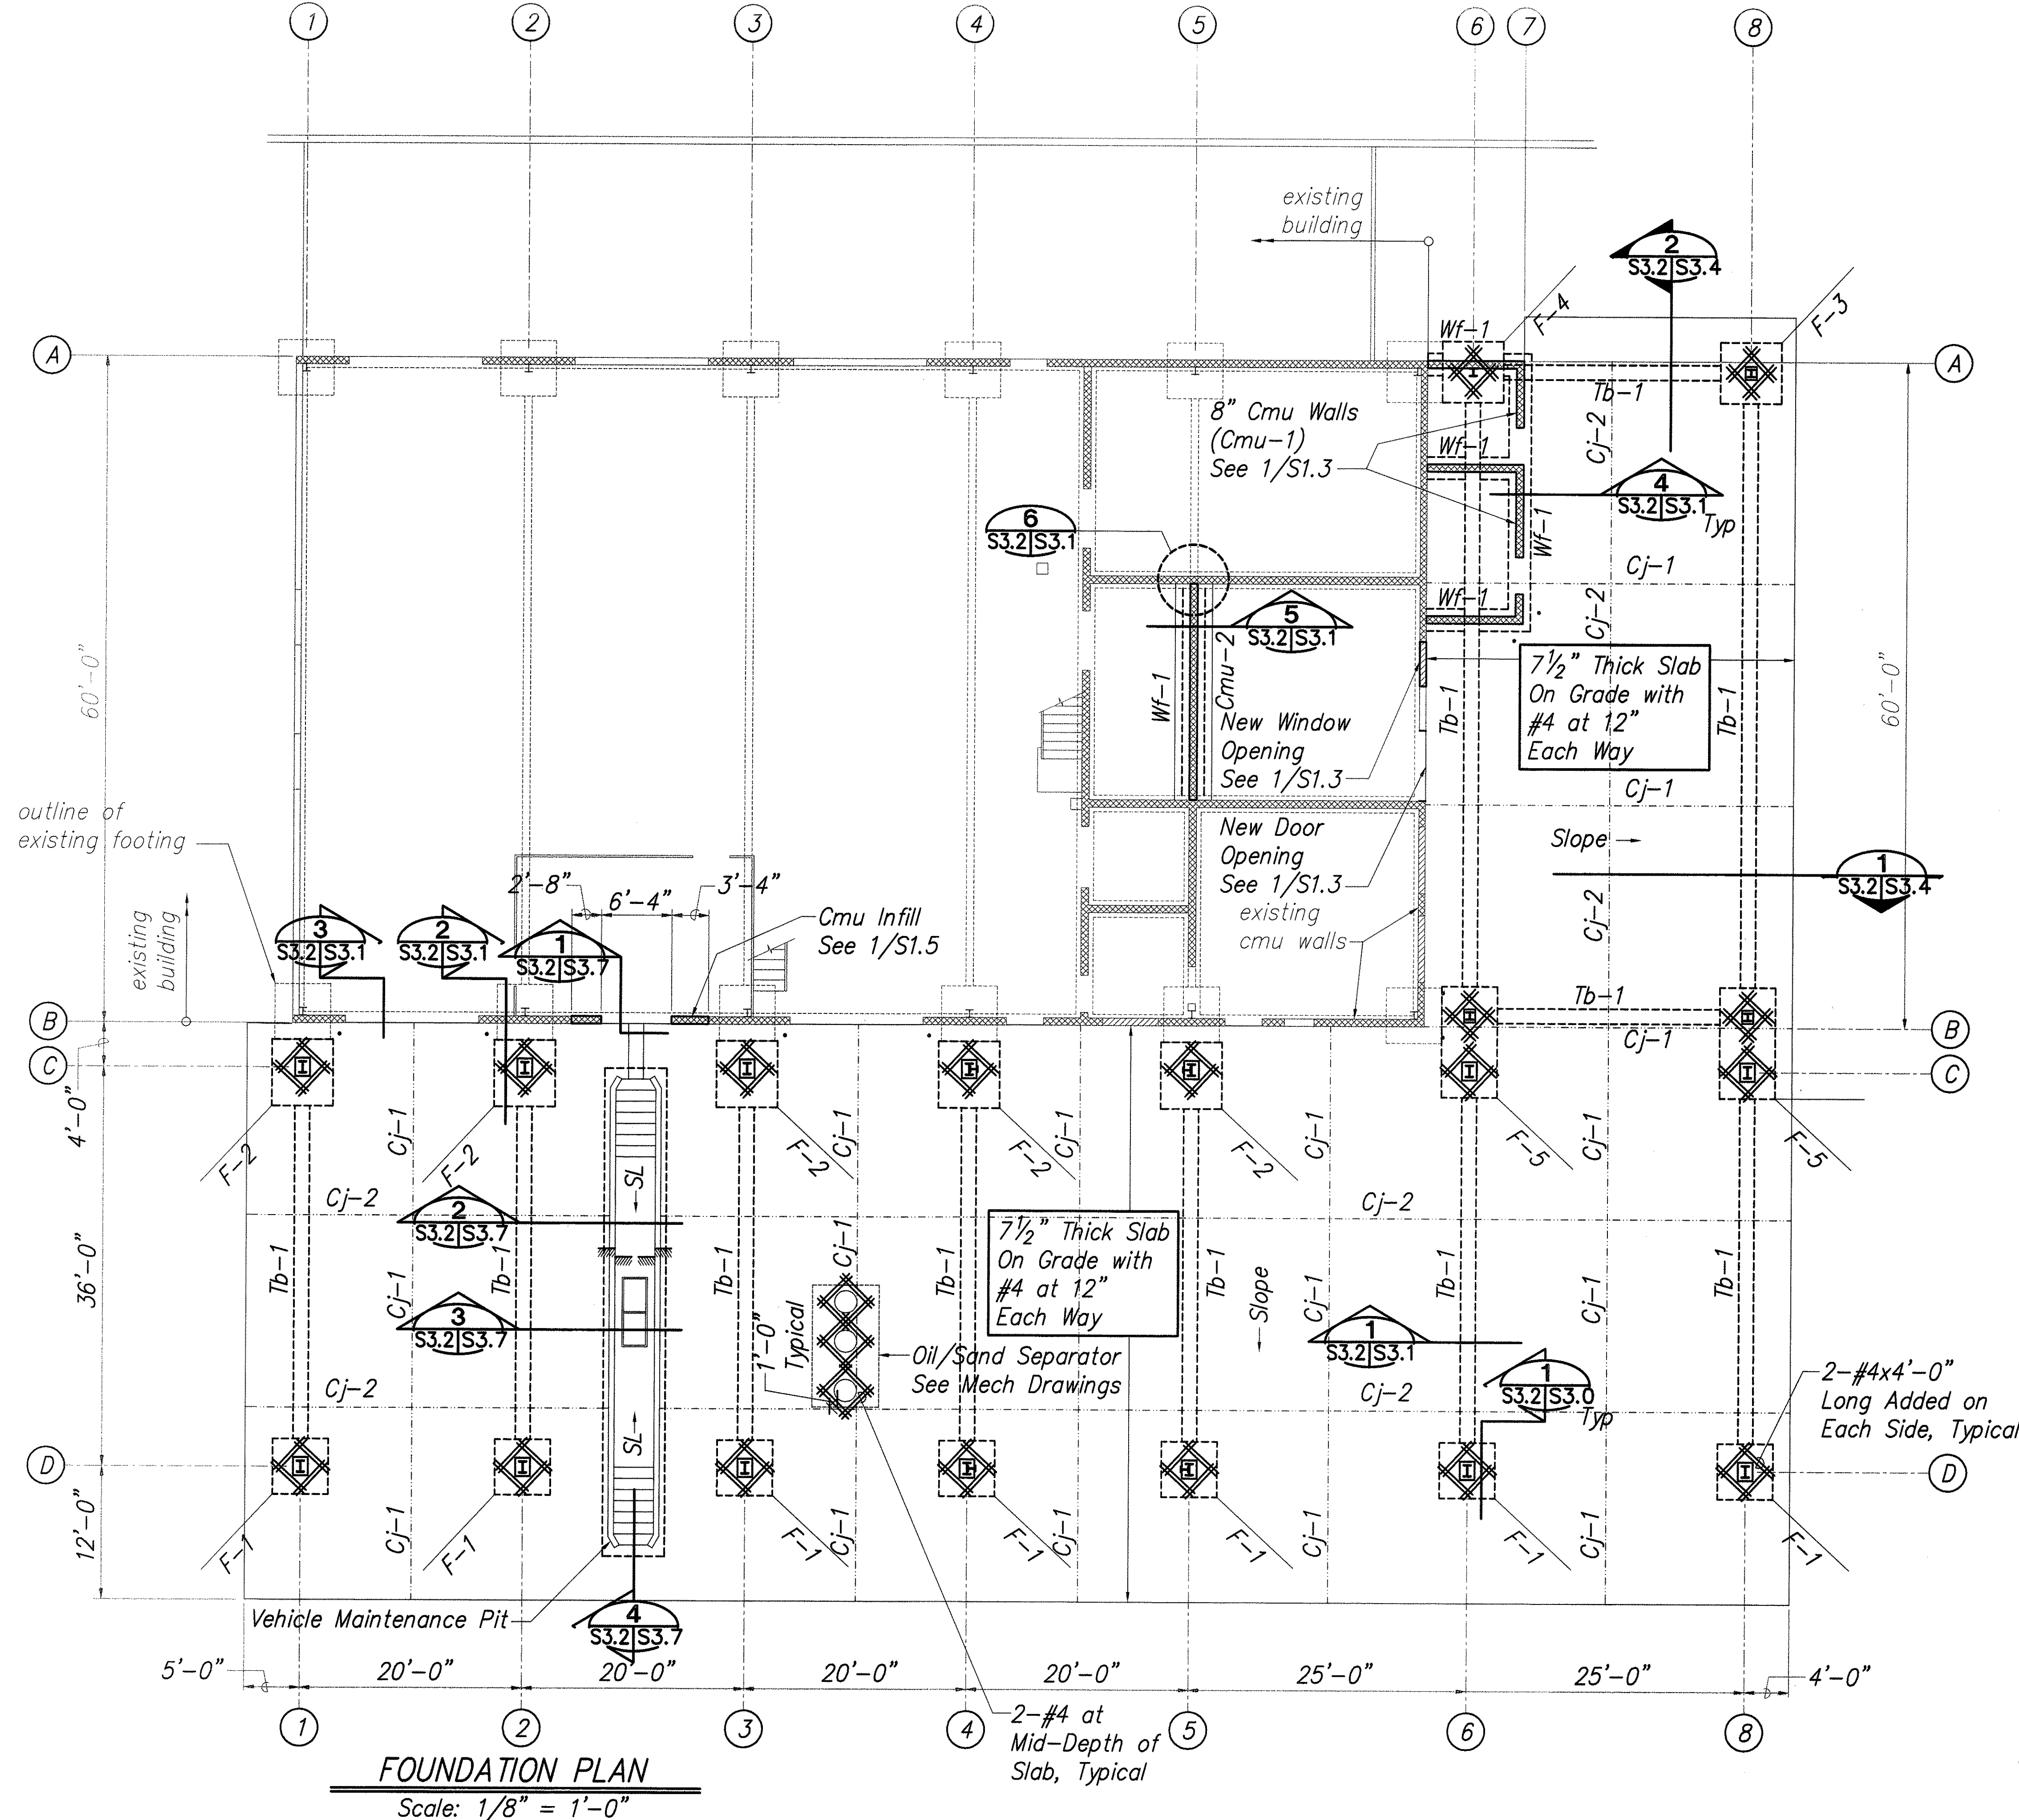 1
2
3
4
5
6
7
8
existing
building
2
S3.2 S3.4
F-4
F-3
Wf-1
A
A
Tb-1
8" Cmu Walls
(Cmu-1)
See 1/S1.3
Cj-2
Wf-1
4
S3.2 S3.1
Typ
6
S3.2 S3.1
Wf-1
Cj-1
Wf-1
Cj-2
5
S3.2 S3.1
60'-0"
60'-0"
Wf-1
Cmu-2
7½" Thick Slab
On Grade with
#4 at 12"
Each Way
Tb-1
Tb-1
New Window
Opening
See 1/S1.3
Cj-1
outline of
existing footing
New Door
Opening
See 1/S1.3
Slope
1
S3.2 S3.4
2'-8"
6'-4"
3'-4"
Cmu Infill
See 1/S1.5
existing
cmu walls
Cj-2
existing
building
3
S3.2 S3.1
2
S3.2 S3.1
1
S3.2 S3.7
Tb-1
B
B
Cj-1
C
C
4'-0"
F-2
Cj-1
F-2
F-2
Cj-1
F-2
Cj-1
F-2
Cj-1
F-5
Cj-1
F-5
SL
Cj-2
2
S3.2 S3.7
Cj-2
36'-0"
Tb-1
Cj-1
Tb-1
Tb-1
Cj-1
Tb-1
7½" Thick Slab
On Grade with
#4 at 12"
Each Way
Tb-1
Slope
Cj-1
Tb-1
Cj-1
Tb-1
3
S3.2 S3.7
1'-0"
Typical
Oil/Sand Separator
See Mech Drawings
1
S3.2 S3.1
1
S3.2 S3.0
Typ
Cj-2
Cj-2
2-#4x4'-0"
Long Added on
Each Side, Typical
SL
D
D
12'-0"
F-1
Cj-1
F-1
F-1
Cj-1
F-1
Cj-1
F-1
Cj-1
F-1
Cj-1
F-1
Vehicle Maintenance Pit
4
S3.2 S3.7
5'-0"
20'-0"
20'-0"
20'-0"
20'-0"
25'-0"
25'-0"
4'-0"
1
2
3
4
5
6
8
2-#4 at
Mid-Depth of
Slab, Typical
FOUNDATION PLAN
Scale: 1/8" = 1'-0"